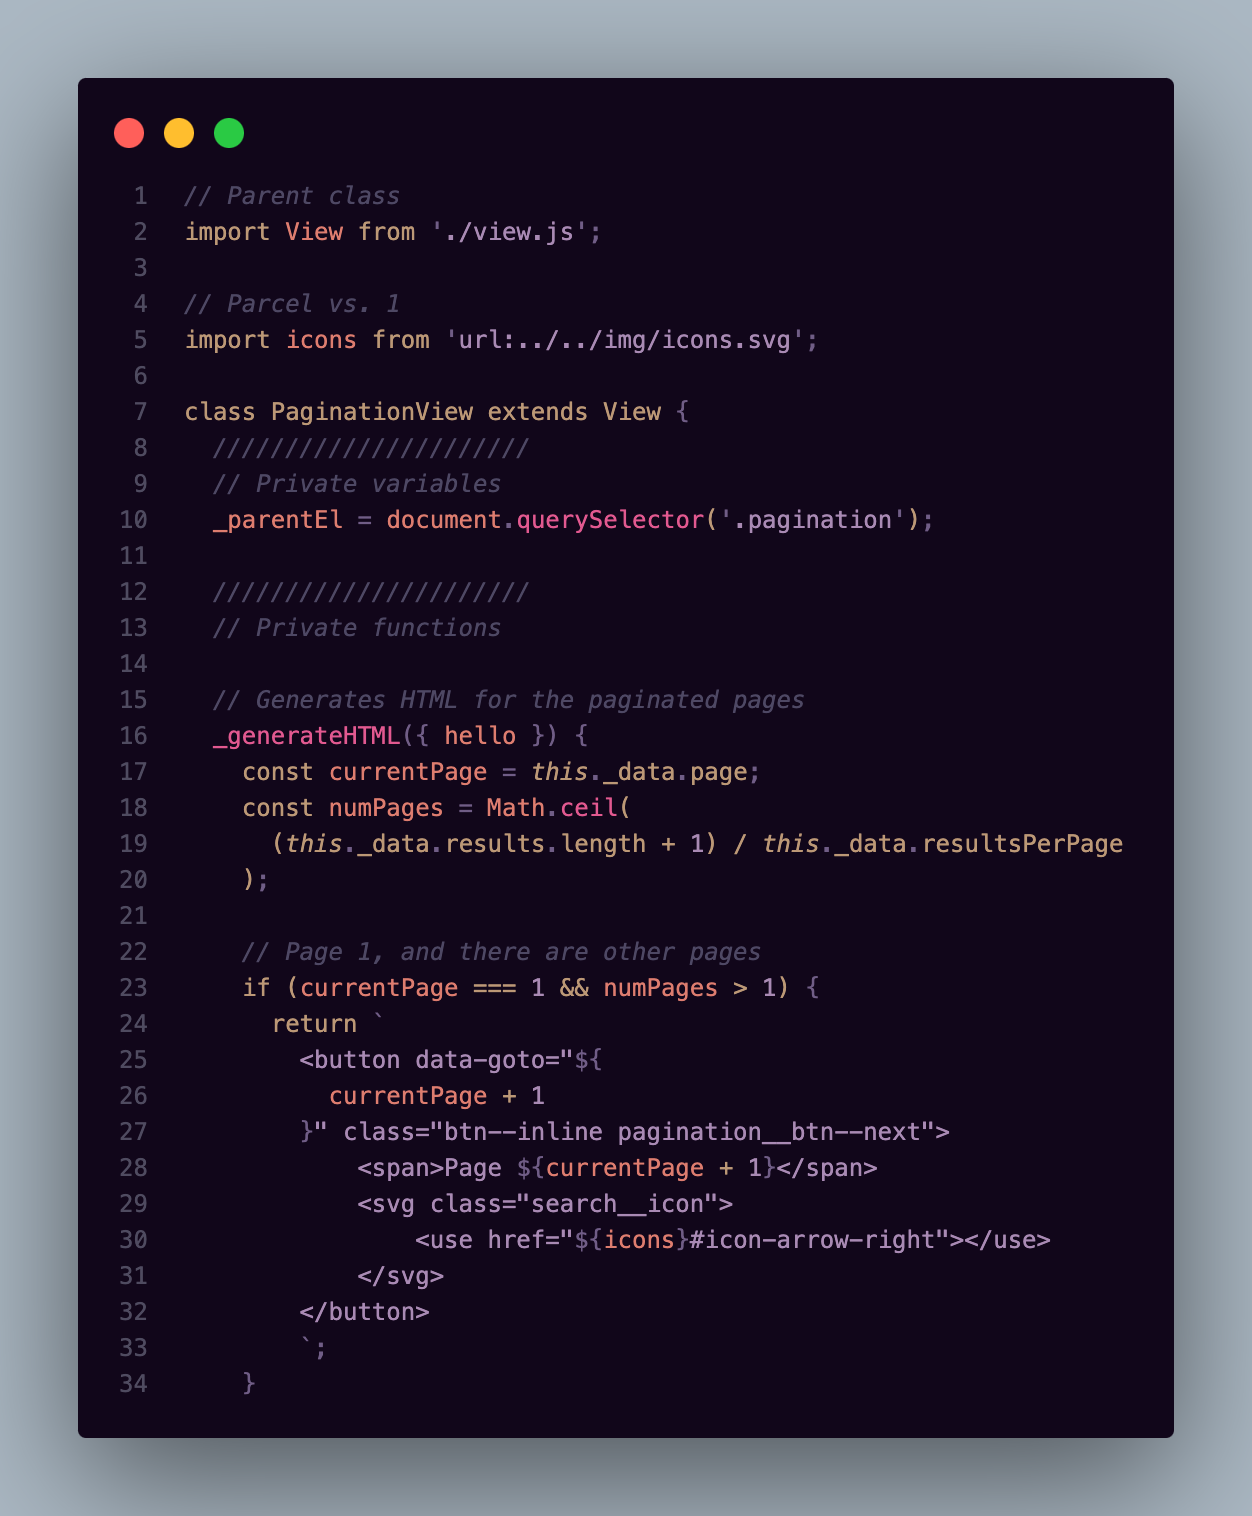 1 // Parent class
2 import View from './view.js';
3
4 // Parcel vs. 1
5 import icons from 'url:../../img/icons.svg';
6
7 class PaginationView extends View {
8   //////////////////////
9   // Private variables
10   _parentEl = document.querySelector('.pagination');
11
12   //////////////////////
13   // Private functions
14
15   // Generates HTML for the paginated pages
16   _generateHTML({ hello }) {
17     const currentPage = this._data.page;
18     const numPages = Math.ceil(
19       (this._data.results.length + 1) / this._data.resultsPerPage
20     );
21
22     // Page 1, and there are other pages
23     if (currentPage === 1 && numPages > 1) {
24       return `
25         <button data-goto="${
26           currentPage + 1
27         }" class="btn--inline pagination__btn--next">
28             <span>Page ${currentPage + 1}</span>
29             <svg class="search__icon">
30                 <use href="${icons}#icon-arrow-right"></use>
31             </svg>
32         </button>
33         `;
34     }